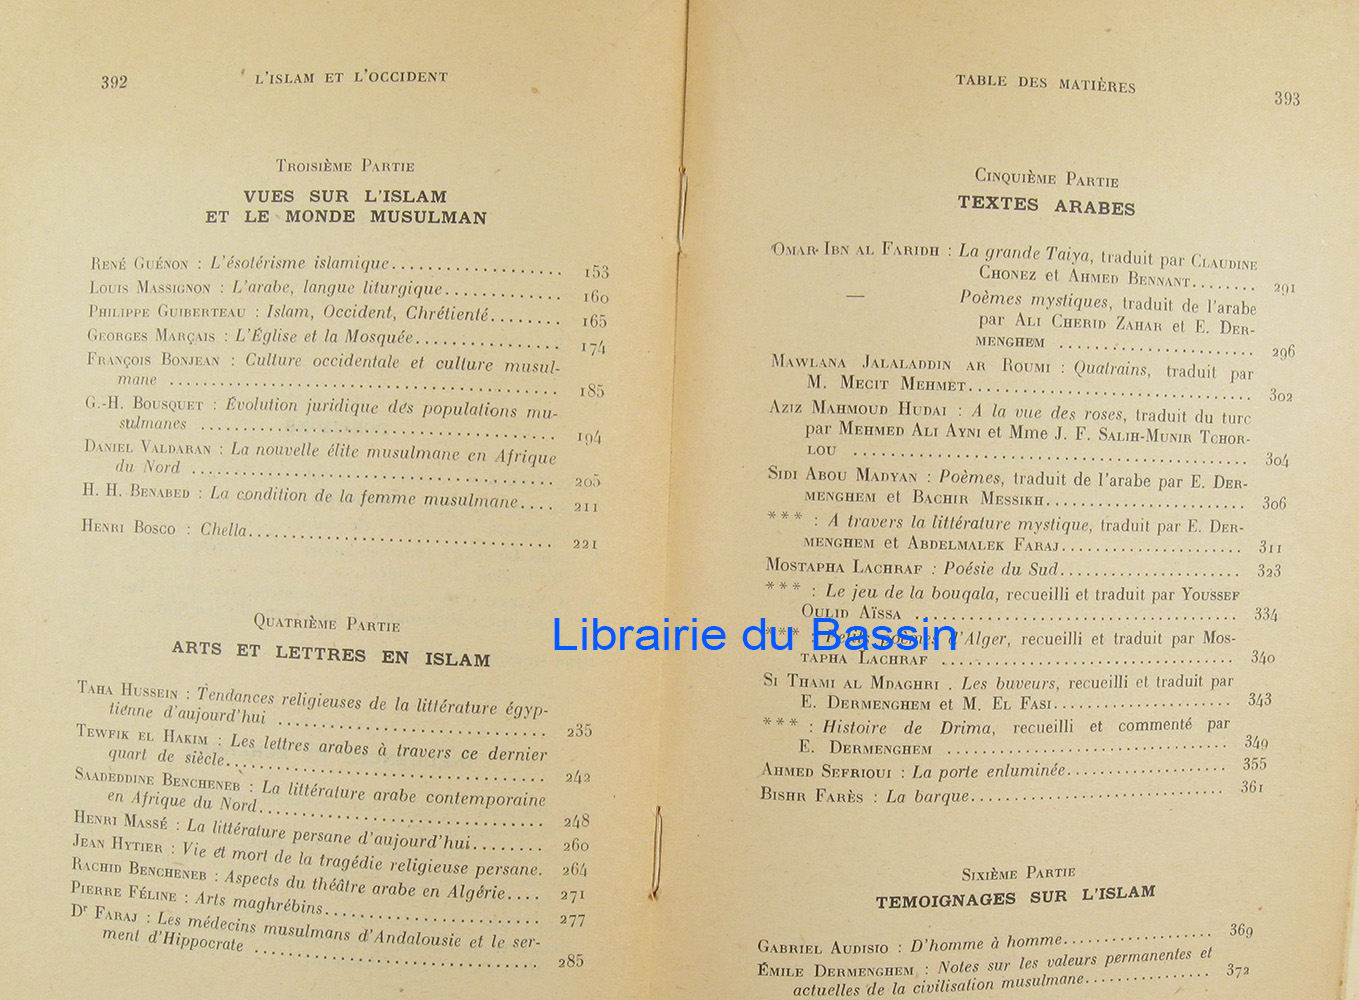 392
L'ISLAM ET L'OCCIDENT
TROISIÈME PARTIE
VUES SUR L'ISLAM
ET LE MONDE MUSULMAN
RENÉ GUÉNON : L'ésotérisme islamique.................. 153
LOUIS MASSIGNON : L'arabe, langue liturgique............. 160
PHILIPPE GUIBERTEAU : Islam, Occident, Chrétienté........ 165
GEORGES MARÇAIS : L'Église et la Mosquée................ 174
FRANÇOIS BONJEAN : Culture occidentale et culture musul-
mane ........................................ 185
G.-H. BOUSQUET : Évolution juridique des populations mu-
sulmanes .................................... 194
DANIEL VALDARAN : La nouvelle élite musulmane en Afrique
du Nord ..................................... 205
H. H. BENABED : La condition de la femme musulmane.... 211
HENRI BOSCO : Chella................................ 221
QUATRIÈME PARTIE
ARTS ET LETTRES EN ISLAM
TAHA HUSSEIN : Tendances religieuses de la littérature égyp-
tienne d'aujourd'hui ............................ 235
TEWFIK EL HAKIM : Les lettres arabes à travers ce dernier
quart de siècle.................................. 242
SAADEDDINE BENCHENEB : La littérature arabe contemporaine
en Afrique du Nord.............................. 248
HENRI MASSÉ : La littérature persane d'aujourd'hui........ 260
JEAN HYTIER : Vie et mort de la tragédie religieuse persane. 264
RACHID BENCHENEB : Aspects du théâtre arabe en Algérie.... 271
PIERRE FÉLINE : Arts maghrébins....................... 277
Dr FARAJ : Les médecins musulmans d'Andalousie et le ser-
ment d'Hippocrate .............................. 285
TABLE DES MATIÈRES
393
CINQUIÈME PARTIE
TEXTES ARABES
OMAR IBN AL FARIDH : La grande Taiya, traduit par CLAUDINE
CHONEZ et AHMED BENNANT........ 291
— Poèmes mystiques, traduit de l'arabe
par ALI CHERID ZAHAR et E. DER-
MENGHEM ...................... 296
MAWLANA JALALADDIN AR ROUMI : Quatrains, traduit par
M. MECIT MEHMET.............................. 302
AZIZ MAHMOUD HUDAI : A la vue des roses, traduit du turc
par MEHMED ALI AYNI et Mme J. F. SALIH-MUNIR TCHOR-
LOU .......................................... 304
SIDI ABOU MADYAN : Poèmes, traduit de l'arabe par E. DER-
MENGHEM et BACHIR MESSIKH...................... 306
*** : A travers la littérature mystique, traduit par E. DER-
MENGHEM et ABDELMALEK FARAJ.................... 311
MOSTAPHA LACHRAF : Poésie du Sud.................... 323
*** : Le jeu de la bouqala, recueilli et traduit par YOUSSEF
OULID AÏSSA .................................. 334
*** : Petits poèmes d'Alger, recueilli et traduit par MOS-
TAPHA LACHRAF ................................ 340
SI THAMI AL MDAGHRI . Les buveurs, recueilli et traduit par
E. DERMENGHEM et M. EL FASI.................... 343
*** : Histoire de Drima, recueilli et commenté par
E. DERMENGHEM .............................. 349
AHMED SEFRIOUI : La porte enluminée.................. 355
BISHR FARÈS : La barque.............................. 361
SIXIÈME PARTIE
TEMOIGNAGES SUR L'ISLAM
GABRIEL AUDISIO : D'homme à homme.................. 369
ÉMILE DERMENGHEM : Notes sur les valeurs permanentes et
actuelles de la civilisation musulmane................ 372
Librairie du Bassin